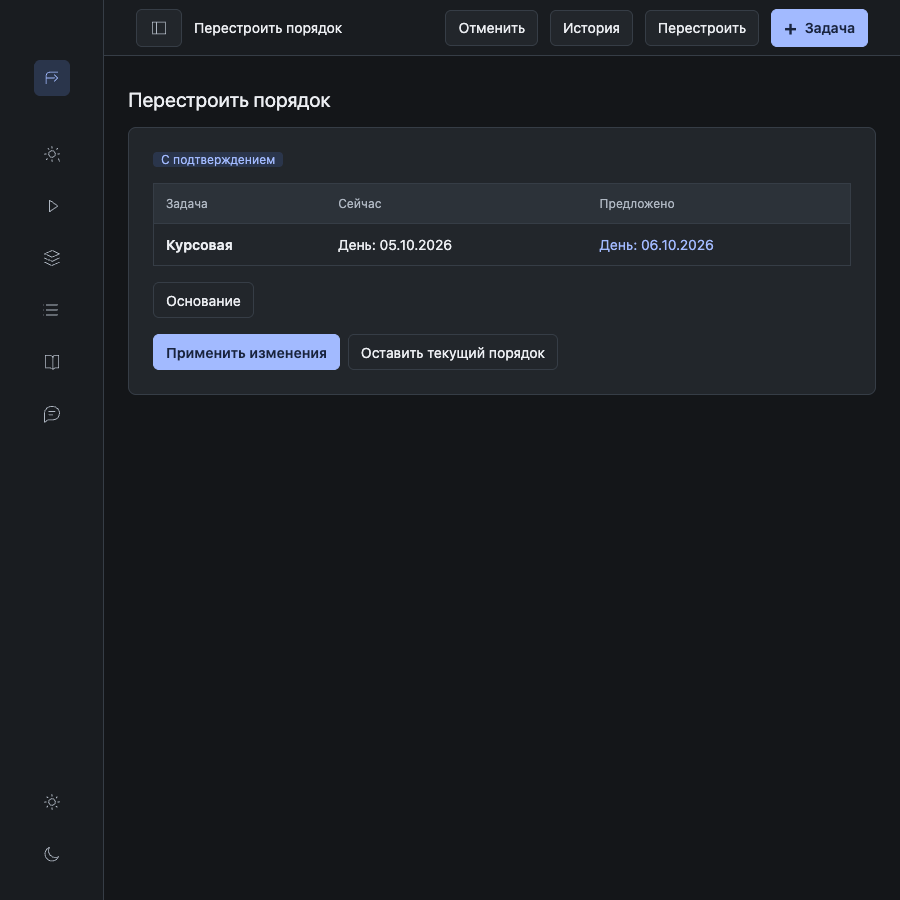 Перестроить порядок
Отменить
История
Перестроить
+ Задача
Перестроить порядок
С подтверждением
Задача Сейчас Предложено
Курсовая День: 05.10.2026 День: 06.10.2026
Основание
Применить изменения
Оставить текущий порядок